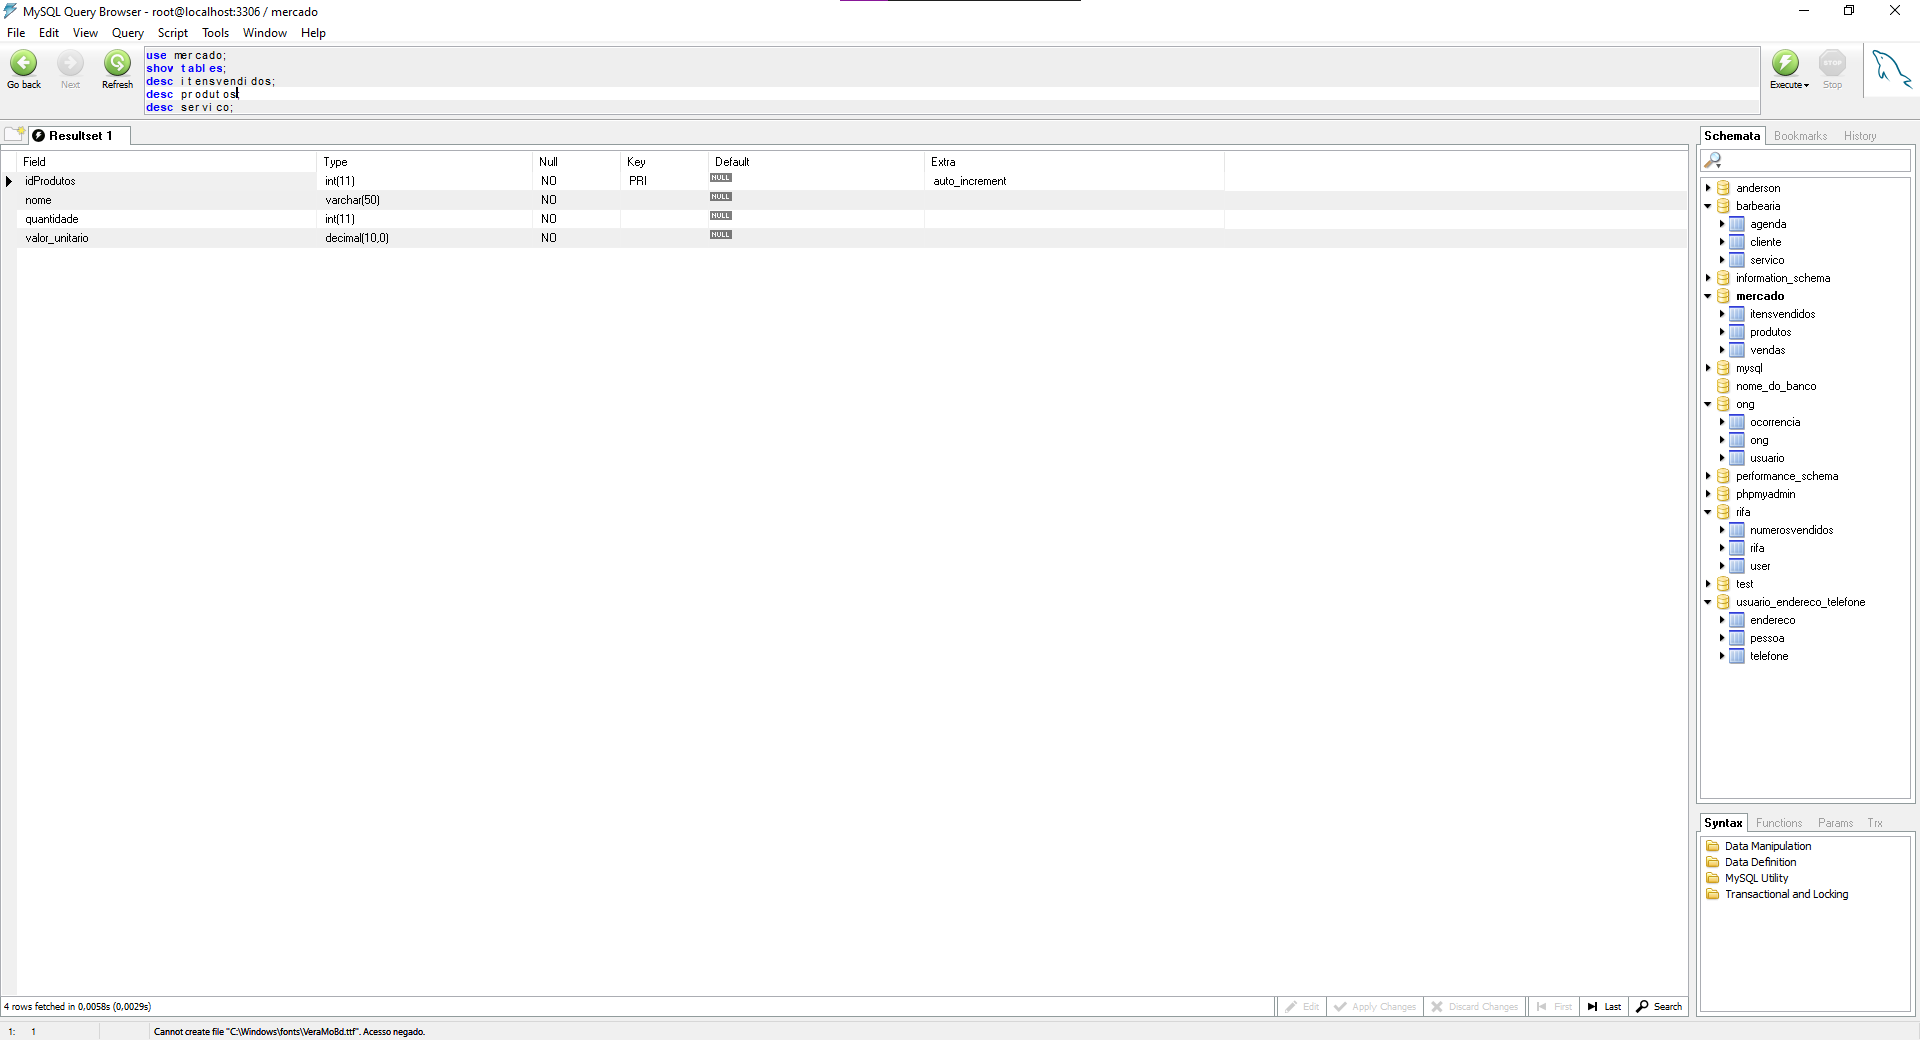 MySQL Query Browser - root@localhost:3306 / mercado
File Edit View Query Script Tools Window Help
Go back Next Refresh
use mercado;
show tables;
desc itensvendidos;
desc produtos;
desc servico;
Execute STOP Stop
Resultset 1
Field Type Null Key Default Extra
idProdutos int(11) NO PRI NULL auto_increment
nome varchar(50) NO NULL
quantidade int(11) NO NULL
valor_unitario decimal(10,0) NO NULL
Schemata Bookmarks History
anderson
barbearia
agenda
cliente
servico
information_schema
mercado
itensvendidos
produtos
vendas
mysql
nome_do_banco
ong
ocorrencia
ong
usuario
performance_schema
phpmyadmin
rifa
numerosvendidos
rifa
user
test
usuario_endereco_telefone
endereco
pessoa
telefone
Syntax Functions Params Trx
Data Manipulation
Data Definition
MySQL Utility
Transactional and Locking
4 rows fetched in 0,0058s (0,0029s)
Edit Apply Changes Discard Changes First Last Search
1: 1 Cannot create file "C:\Windows\fonts\VeraMoBd.ttf". Acesso negado.